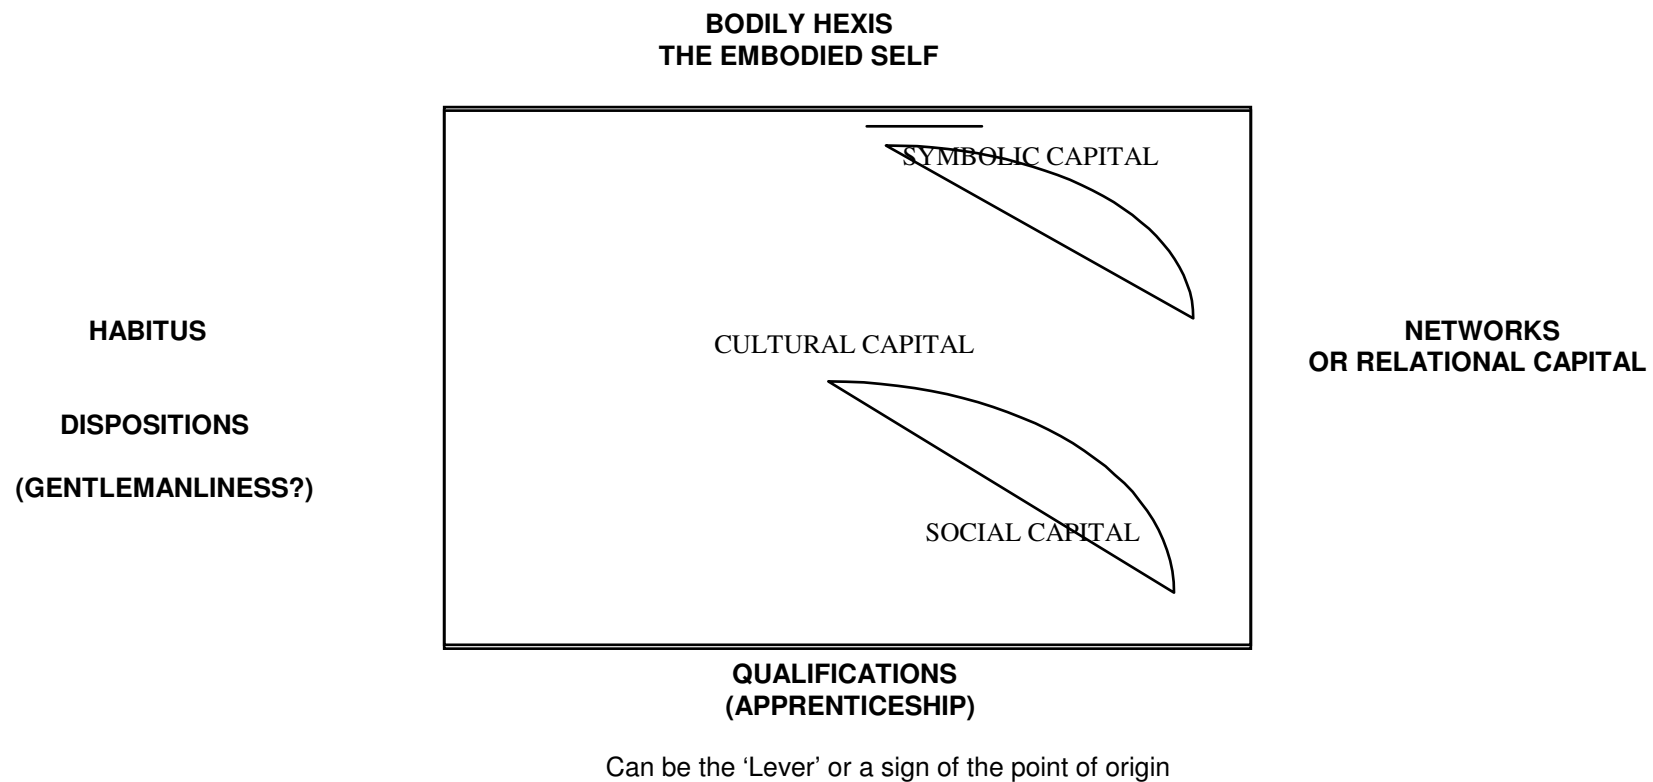 BODILY HEXIS
THE EMBODIED SELF
SYMBOLIC CAPITAL
HABITUS
CULTURAL CAPITAL
NETWORKS
OR RELATIONAL CAPITAL
DISPOSITIONS
(GENTLEMANLINESS?)
SOCIAL CAPITAL
QUALIFICATIONS
(APPRENTICESHIP)
Can be the ‘Lever’ or a sign of the point of origin